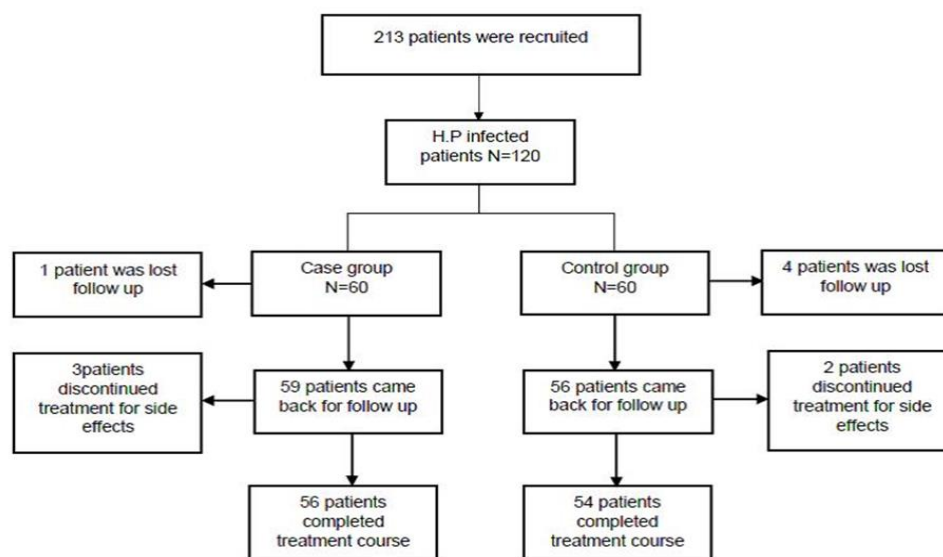 213 patients were recruited
H.P infected
patients N=120
1 patient was lost
follow up
Case group
N=60
Control group
N=60
4 patients was lost
follow up
3patients
discontinued
treatment for side
effects
59 patients came
back for follow up
56 patients came
back for follow up
2 patients
discontinued
treatment for side
effects
56 patients
completed
treatment course
54 patients
completed
treatment course